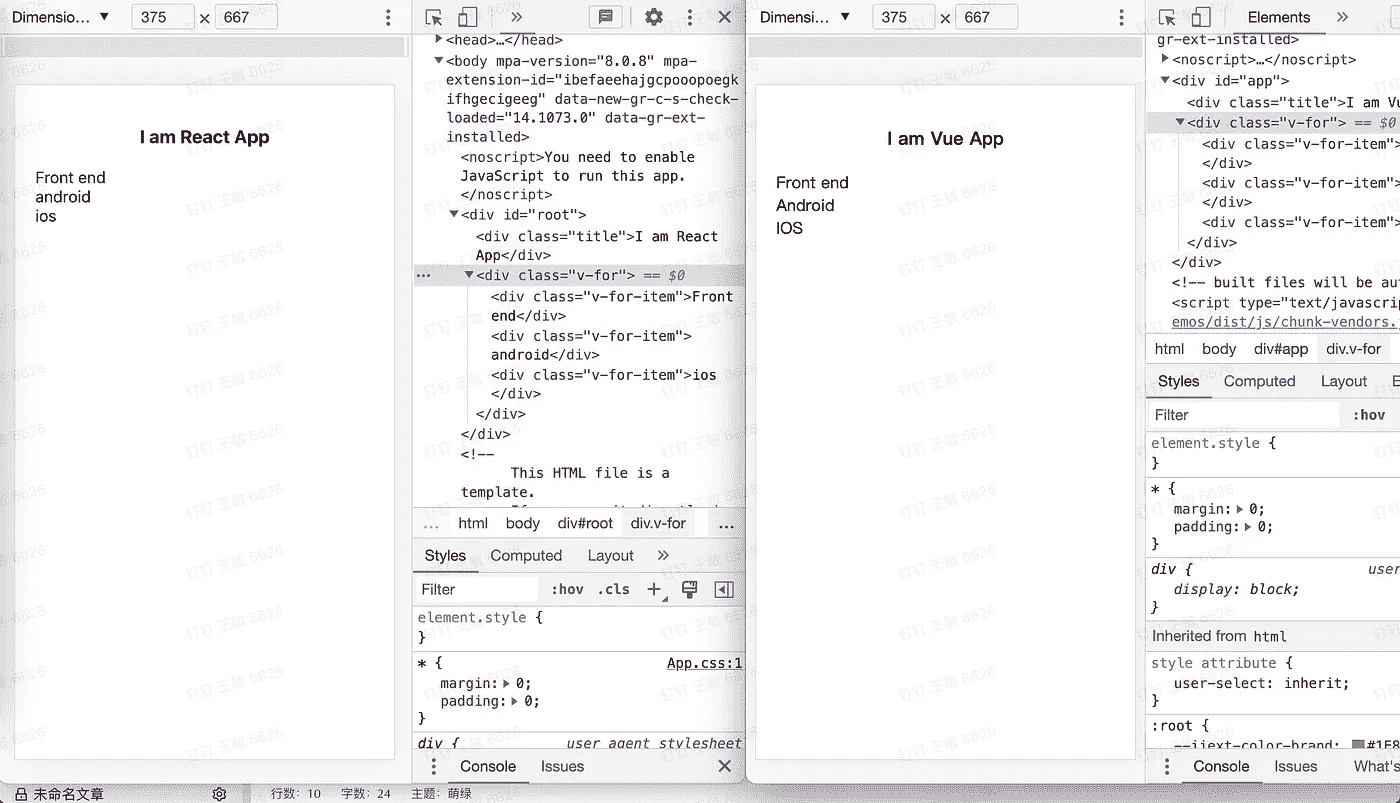 Dimensio... ▼ 375 × 667
I am React App
Front end
android
ios
<head>…</head>
<body mpa-version="8.0.8" mpa-
extension-id="ibefaeehajgcpooopoegk
ifhgecigeeg" data-new-gr-c-s-check-
loaded="14.1073.0" data-gr-ext-
installed>
<noscript>You need to enable
JavaScript to run this app.
</noscript>
<div id="root">
<div class="title">I am React
App</div>
<div class="v-for"> == $0
<div class="v-for-item">Front
end</div>
<div class="v-for-item">
android</div>
<div class="v-for-item">ios
</div>
</div>
</div>
<!--
This HTML file is a
template.
... html body div#root div.v-for ...
Styles Computed Layout »
Filter :hov .cls +
element.style {
}
* { App.css:1
margin: 0;
padding: 0;
}
div { user agent stylesheet
Console Issues
Dimensi... ▼ 375 × 667
I am Vue App
Front end
Android
IOS
Elements »
gr-ext-installed>
<noscript>…</noscript>
<div id="app">
<div class="title">I am Vu
<div class="v-for"> == $0
<div class="v-for-item">
</div>
<div class="v-for-item">
</div>
<div class="v-for-item">
</div>
</div>
</div>
<!-- built files will be au
<script type="text/javascrip
emos/dist/js/chunk-vendors.
html body div#app div.v-for
Styles Computed Layout E
Filter :hov
element.style {
}
* {
margin: 0;
padding: 0;
}
div { user
display: block;
}
Inherited from html
style attribute {
user-select: inherit;
}
:root {
Console Issues What's
未命名文章 行数: 10 字数: 24 主题: 萌绿
钉钉 王敏 6626